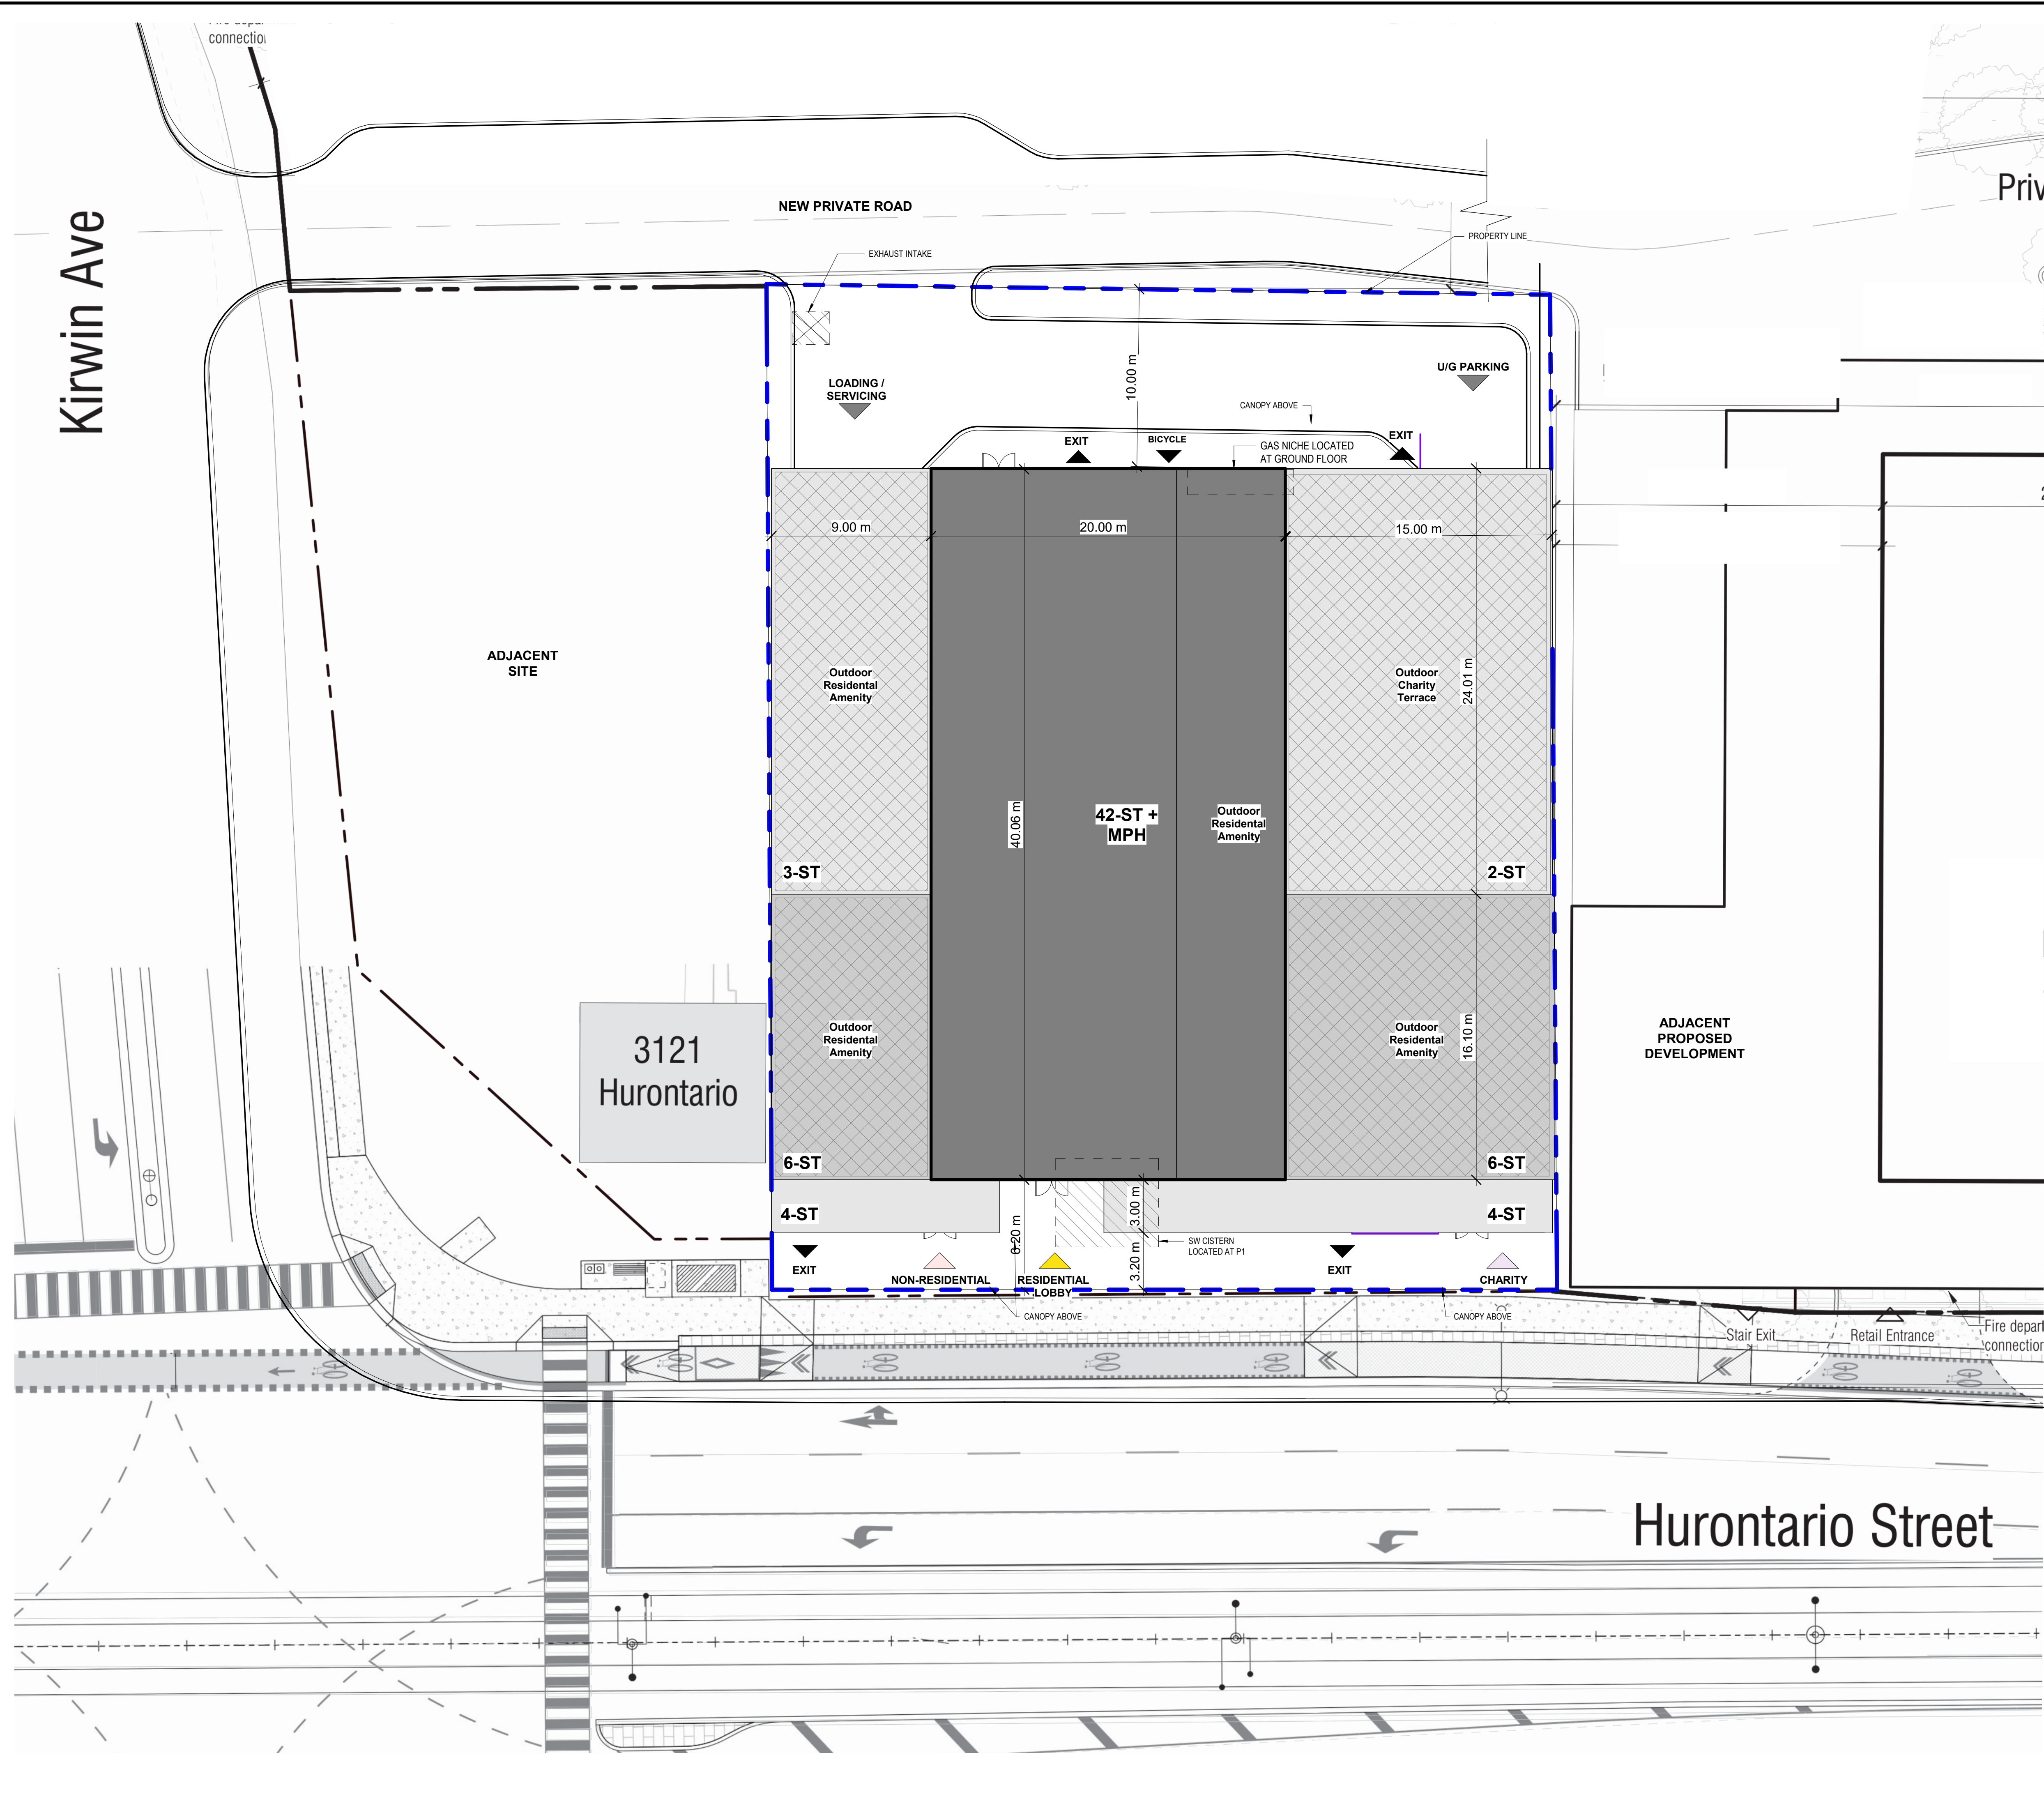 connectio
Priv
Kirwin Ave
NEW PRIVATE ROAD
PROPERTY LINE
EXHAUST INTAKE
10.00 m
U/G PARKING
LOADING /
SERVICING
CANOPY ABOVE
EXIT
BICYCLE
EXIT
GAS NICHE LOCATED
AT GROUND FLOOR
9.00 m
20.00 m
15.00 m
ADJACENT
SITE
Outdoor
Residental
Amenity
Outdoor
Charity
Terrace
24.01 m
40.06 m
42-ST +
MPH
Outdoor
Residental
Amenity
3-ST
2-ST
3121
Hurontario
Outdoor
Residental
Amenity
Outdoor
Residental
Amenity
16.10 m
ADJACENT
PROPOSED
DEVELOPMENT
6-ST
6-ST
4-ST
3.00 m
4-ST
6.20 m
3.20 m
SW CISTERN
LOCATED AT P1
EXIT
NON-RESIDENTIAL
RESIDENTIAL
LOBBY
EXIT
CHARITY
CANOPY ABOVE
CANOPY ABOVE
Stair Exit
Retail Entrance
Fire depart
connection
Hurontario Street